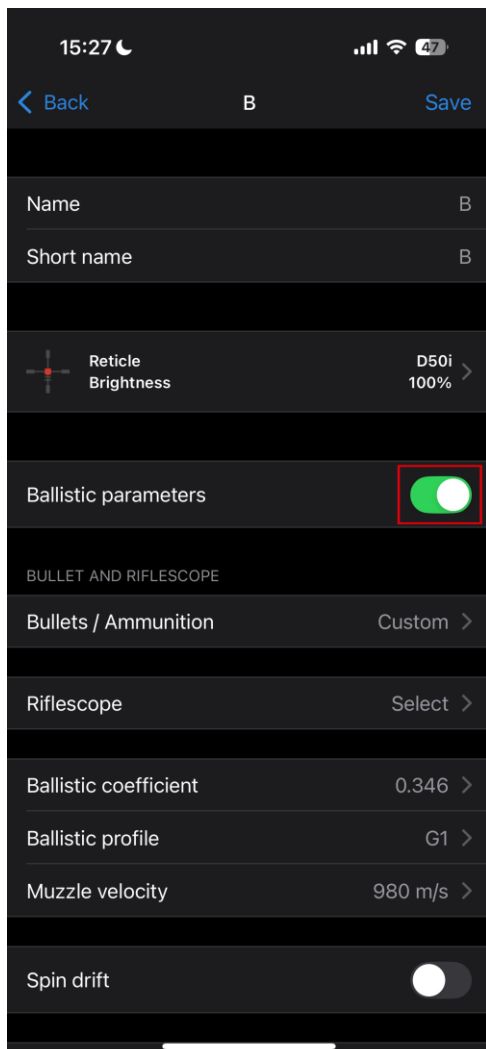 15:27
47
Back B Save
Name B
Short name B
Reticle D50i
Brightness 100%
Ballistic parameters
BULLET AND RIFLESCOPE
Bullets / Ammunition Custom
Riflescope Select
Ballistic coefficient 0.346
Ballistic profile G1
Muzzle velocity 980 m/s
Spin drift